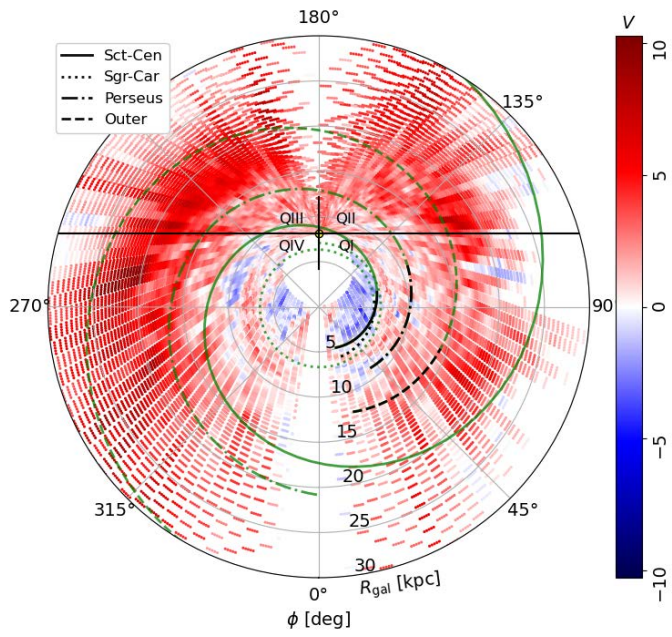 180°
V
Sct-Cen
Sgr-Car
Perseus
Outer
135°
QIII
QII
QIV
QI
270°
90°
5
10
15
20
25
30
315°
45°
0°
R_gal [kpc]
ϕ [deg]
10
5
0
−5
−10